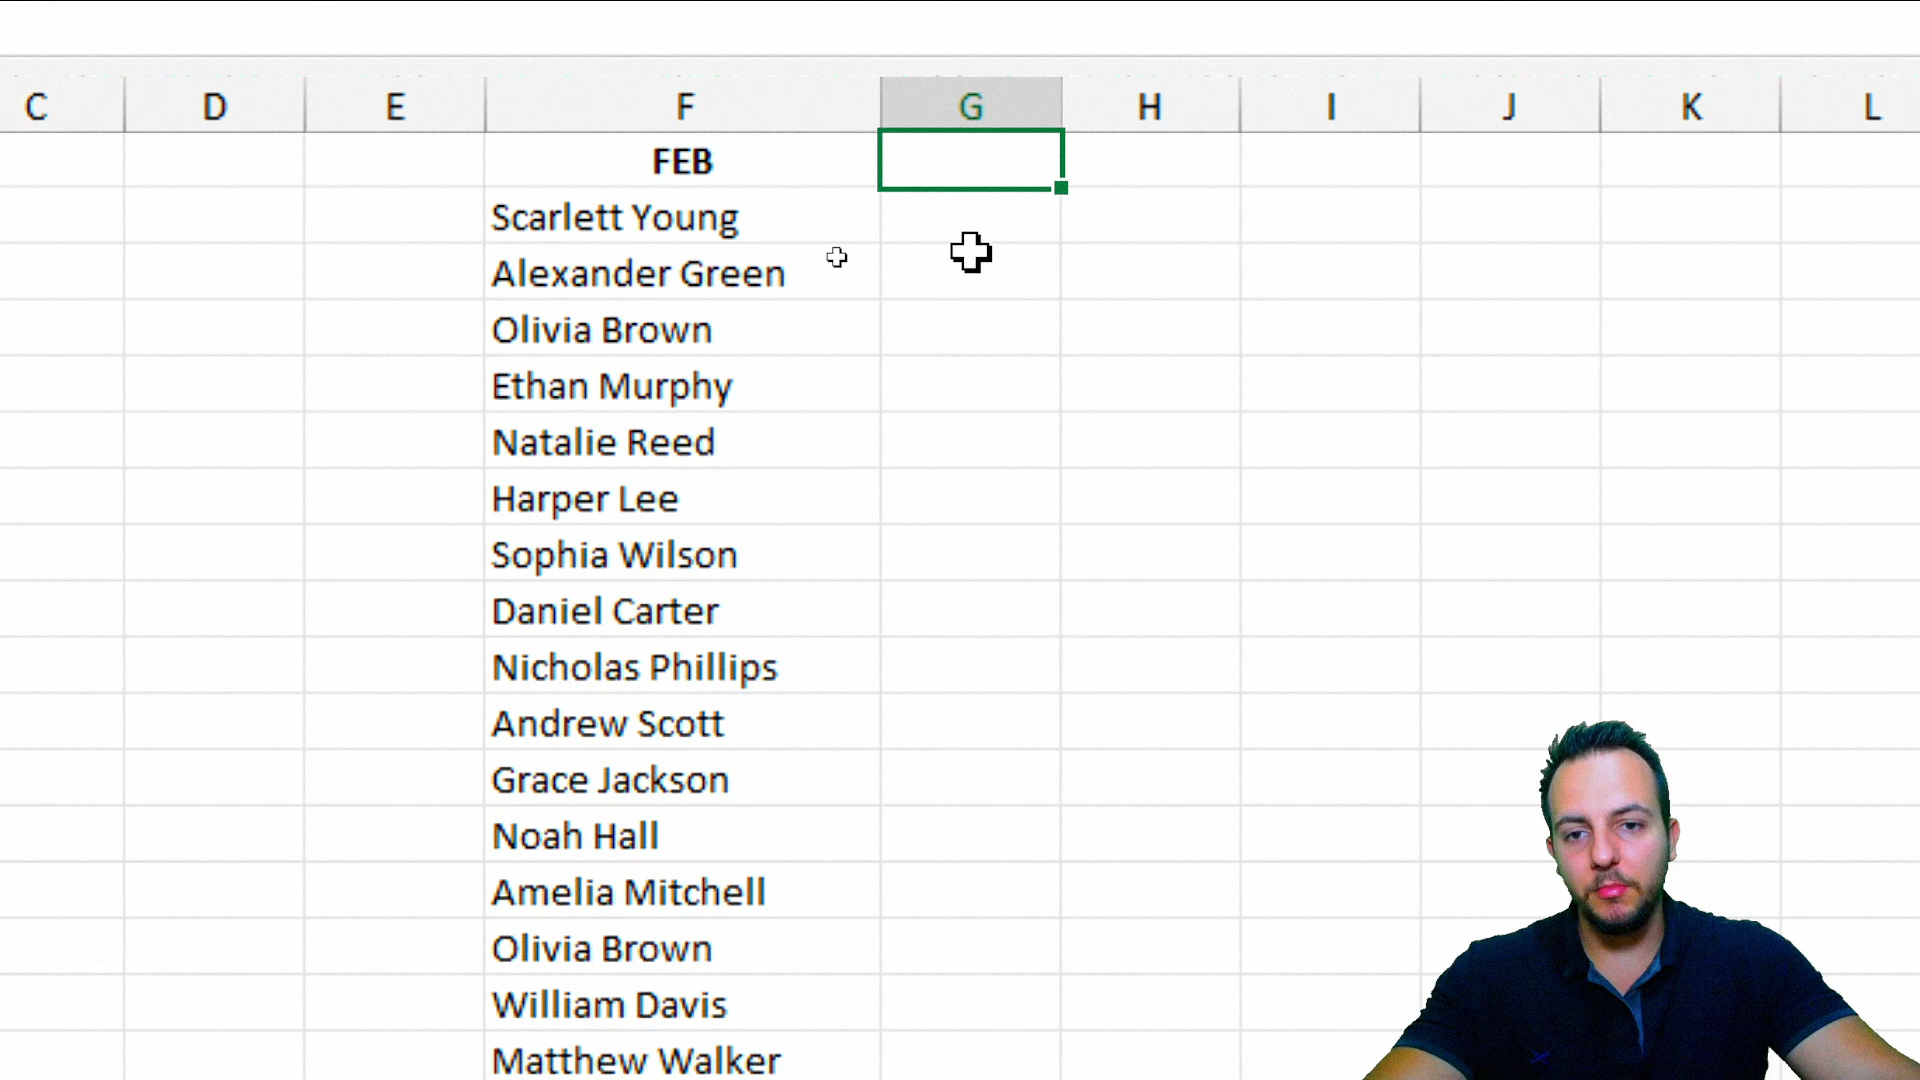 C D E F G H I J K L
FEB
Scarlett Young
Alexander Green
Olivia Brown
Ethan Murphy
Natalie Reed
Harper Lee
Sophia Wilson
Daniel Carter
Nicholas Phillips
Andrew Scott
Grace Jackson
Noah Hall
Amelia Mitchell
Olivia Brown
William Davis
Matthew Walker